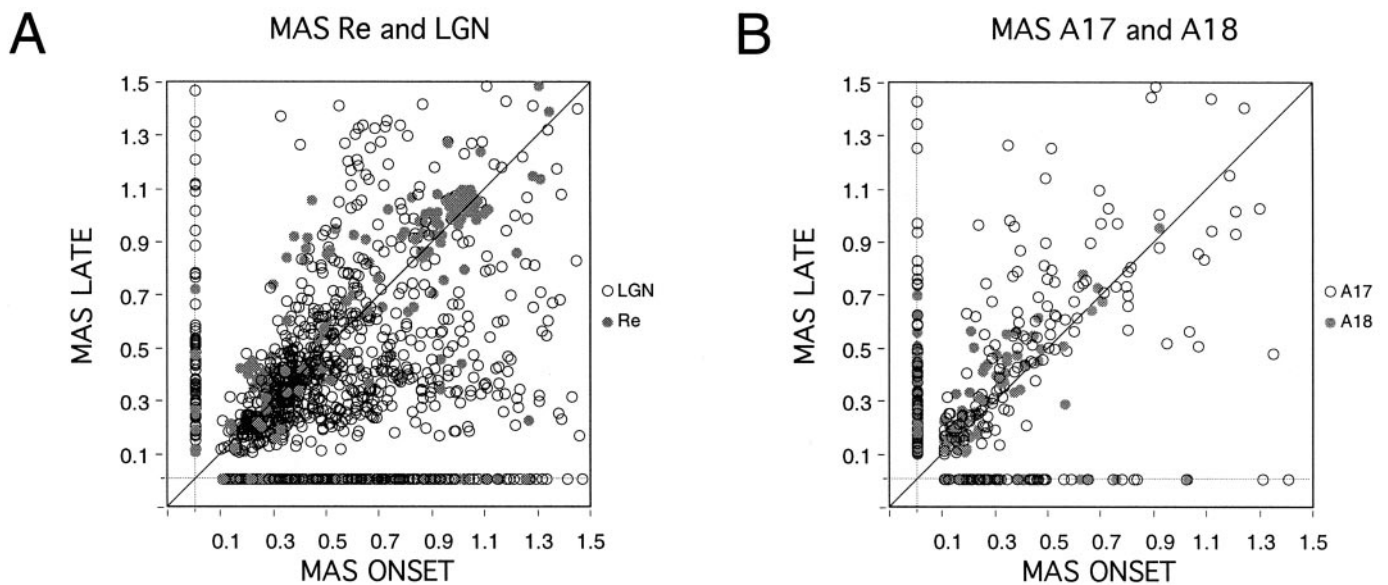 A
MAS Re and LGN
1.5
1.3
1.1
0.9
0.7
0.5
0.3
0.1
MAS LATE
0.1 0.3 0.5 0.7 0.9 1.1 1.3 1.5
MAS ONSET
LGN
Re
B
MAS A17 and A18
1.5
1.3
1.1
0.9
0.7
0.5
0.3
0.1
MAS LATE
0.1 0.3 0.5 0.7 0.9 1.1 1.3 1.5
MAS ONSET
A17
A18